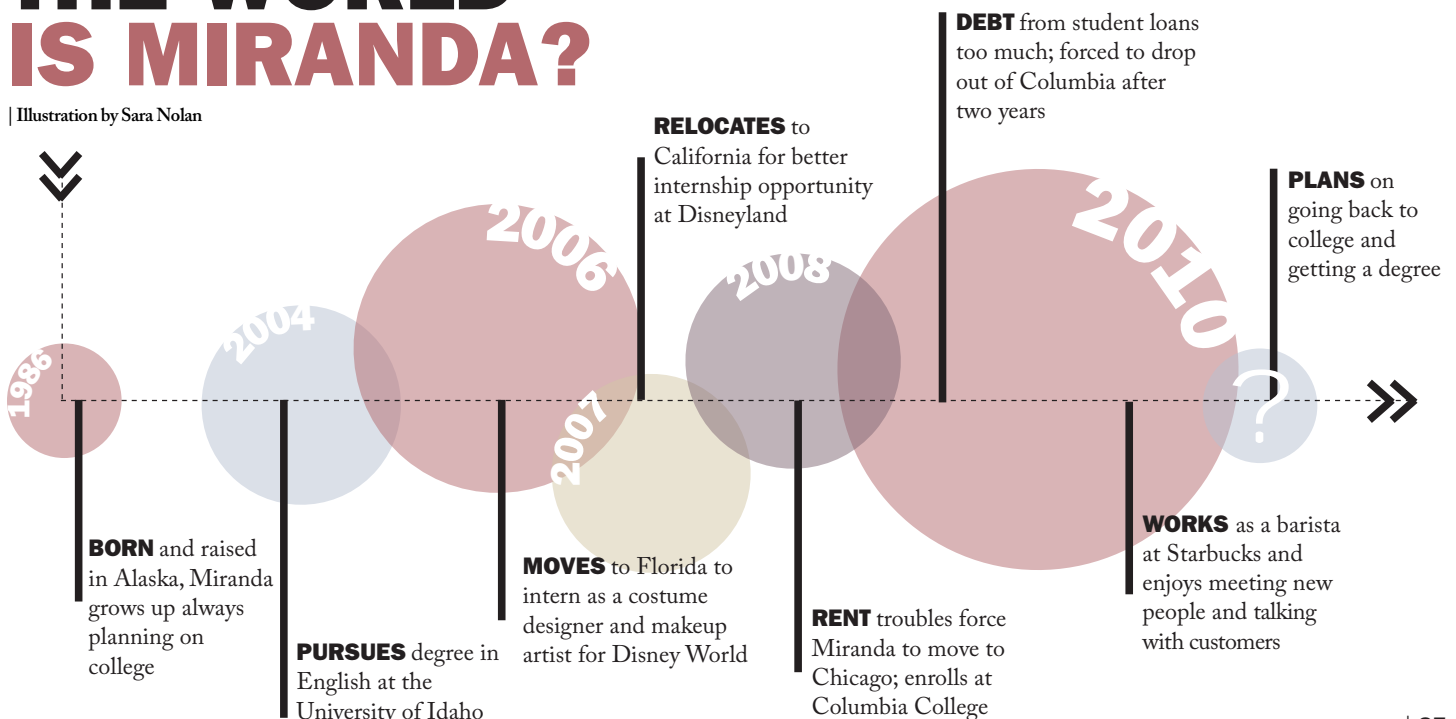 THE WORLD
IS MIRANDA?
| Illustration by Sara Nolan
1986
BORN and raised
in Alaska, Miranda
grows up always
planning on
college
2004
PURSUES degree in
English at the
University of Idaho
2006
MOVES to Florida to
intern as a costume
designer and makeup
artist for Disney World
2007
RELOCATES to
California for better
internship opportunity
at Disneyland
2008
RENT troubles force
Miranda to move to
Chicago; enrolls at
Columbia College
2010
DEBT from student loans
too much; forced to drop
out of Columbia after
two years
WORKS as a barista
at Starbucks and
enjoys meeting new
people and talking
with customers
?
PLANS on
going back to
college and
getting a degree